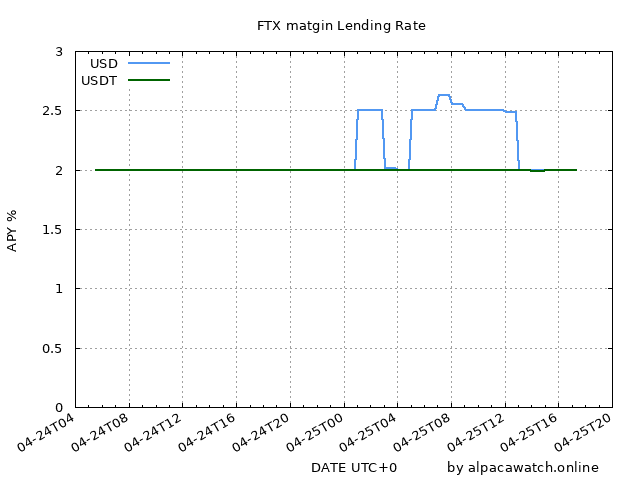 FTX matgin Lending Rate
USD
USDT
3
2.5
2
1.5
1
0.5
0
APY %
04-24T04
04-24T08
04-24T12
04-24T16
04-24T20
04-25T00
04-25T04
04-25T08
04-25T12
04-25T16
04-25T20
DATE UTC+0
by alpacawatch.online